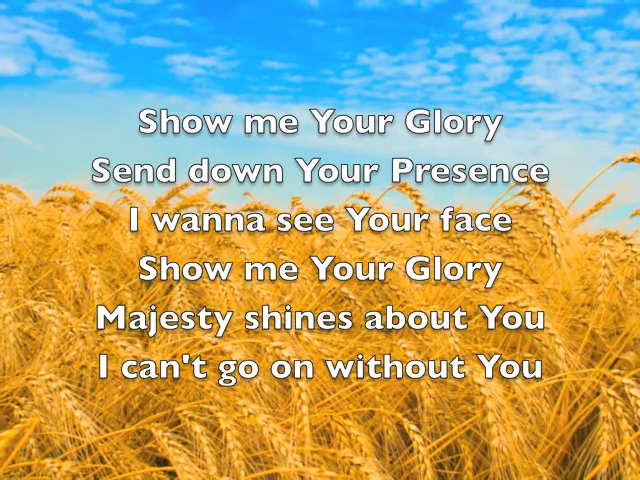 Show me Your Glory
Send down Your Presence
I wanna see Your face
Show me Your Glory
Majesty shines about You
I can't go on without You